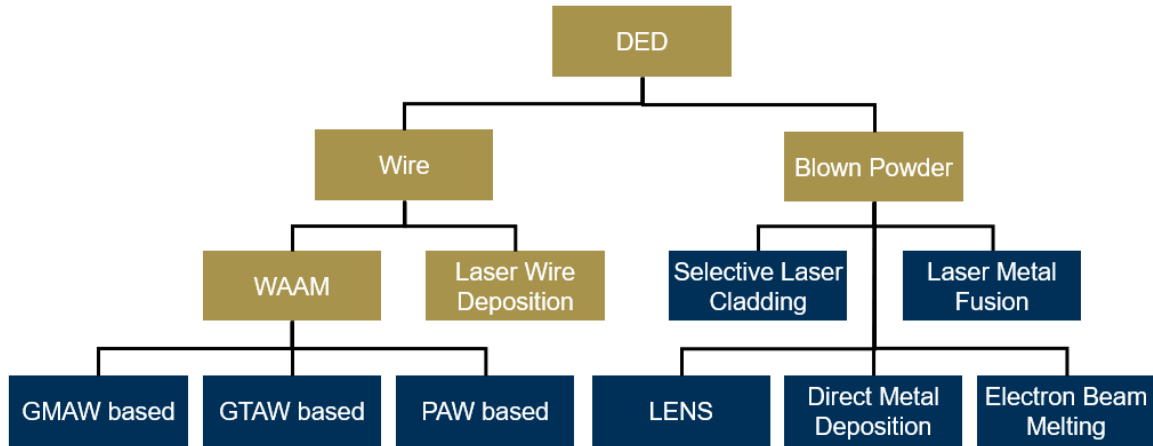 DED
Wire
Blown Powder
WAAM
Laser Wire
Deposition
Selective Laser
Cladding
Laser Metal
Fusion
GMAW based
GTAW based
PAW based
LENS
Direct Metal
Deposition
Electron Beam
Melting